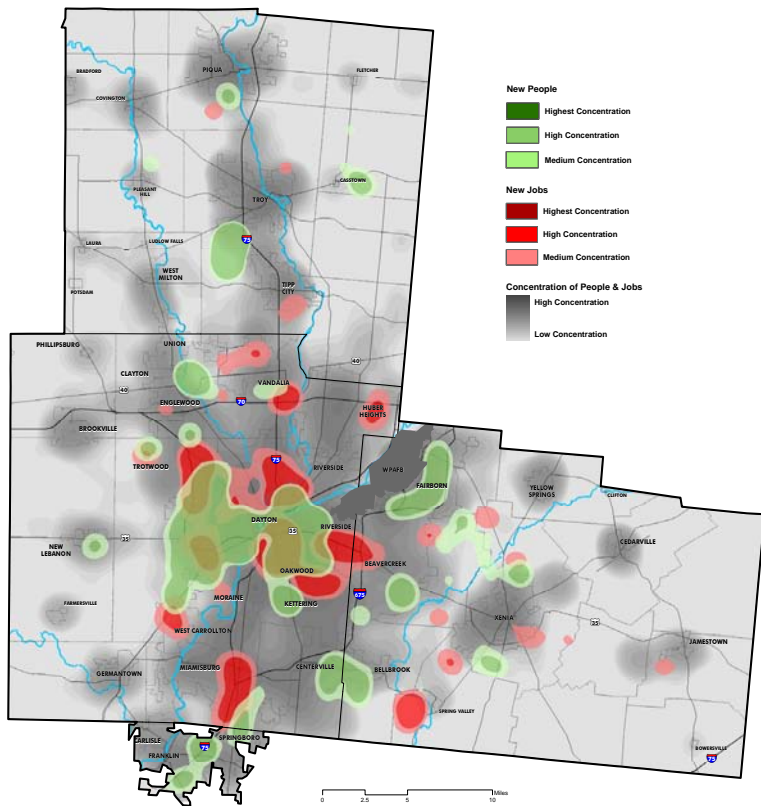 PIQUA
FLETCHER
BRADFORD
COVINGTON
CASSTOWN
PLEASANT
HILL
TROY
LAURA
LUDLOW FALLS
75
WEST
MILTON
POTSDAM
TIPP
CITY
New People
Highest Concentration
High Concentration
Medium Concentration
New Jobs
Highest Concentration
High Concentration
Medium Concentration
Concentration of People & Jobs
High Concentration
Low Concentration
PHILLIPSBURG
UNION
40
CLAYTON
VANDALIA
40
ENGLEWOOD
70
HUBER
HEIGHTS
BROOKVILLE
TROTWOOD
75
RIVERSIDE
WPAFB
FAIRBORN
YELLOW
SPRINGS
CLIFTON
DAYTON
35
RIVERSIDE
35
NEW
LEBANON
CEDARVILLE
BEAVERCREEK
OAKWOOD
MORAINE
KETTERING
675
FARMERSVILLE
XENIA
35
WEST CARROLLTON
JAMESTOWN
MIAMISBURG
CENTERVILLE
BELLBROOK
GERMANTOWN
SPRING VALLEY
SPRINGBORO
CARLISLE
75
FRANKLIN
BOWERSVILLE
75
Miles
0 2.5 5 10